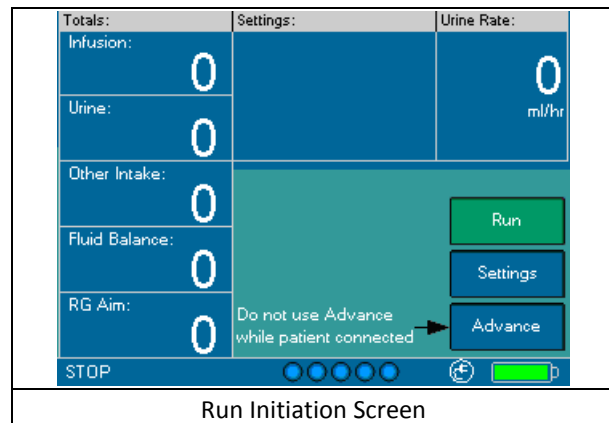 Totals:
Settings:
Urine Rate:
Infusion:
0
0
ml/hr
Urine:
0
Other Intake:
0
Fluid Balance:
0
RG Aim:
0
Run
Settings
Do not use Advance
while patient connected
Advance
STOP
Run Initiation Screen